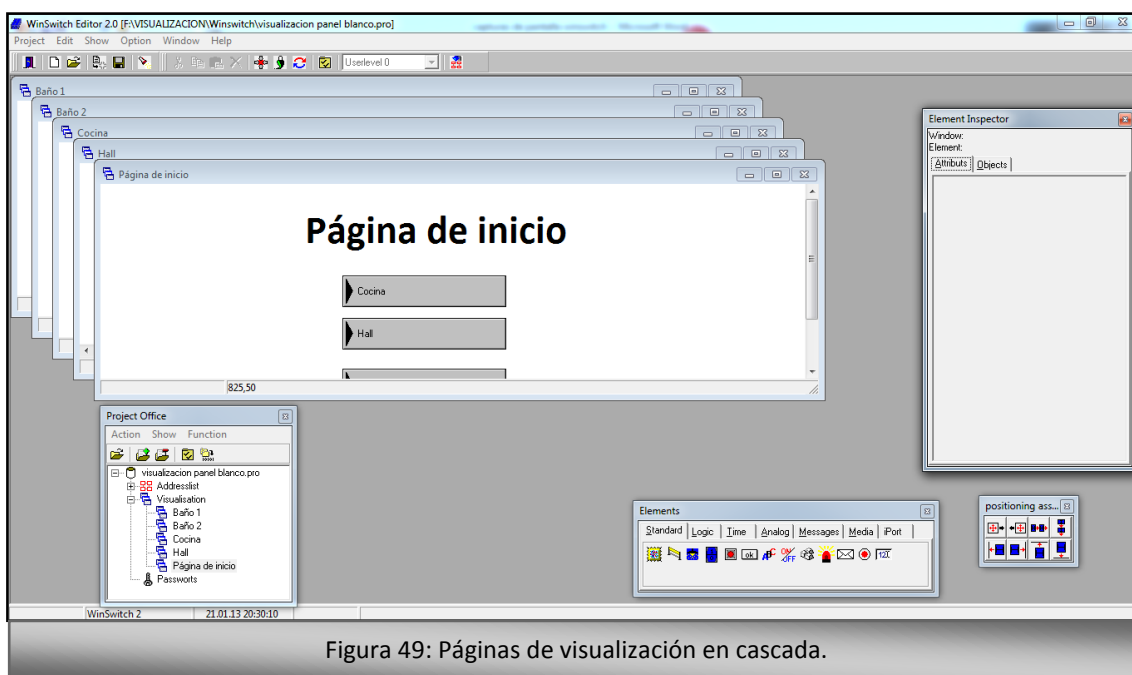 WinSwitch Editor 2.0 [F:\VISUALIZACION\Winswitch\visualizacion panel blanco.pro]
Project Edit Show Option Window Help
Userlevel 0
Baño 1
Baño 2
Cocina
Hall
Página de inicio
Página de inicio
Cocina
Hall
825,50
Element Inspector
Window:
Element:
Attributs Objects
Project Office
Action Show Function
visualizacion panel blanco.pro
Addresslist
Visualisation
Baño 1
Baño 2
Cocina
Hall
Página de inicio
Passworts
Elements
Standard Logic Time Analog Messages Media iPort
ok ON/OFF
positioning ass...
WinSwitch 2 21.01.13 20:30:10
Figura 49: Páginas de visualización en cascada.